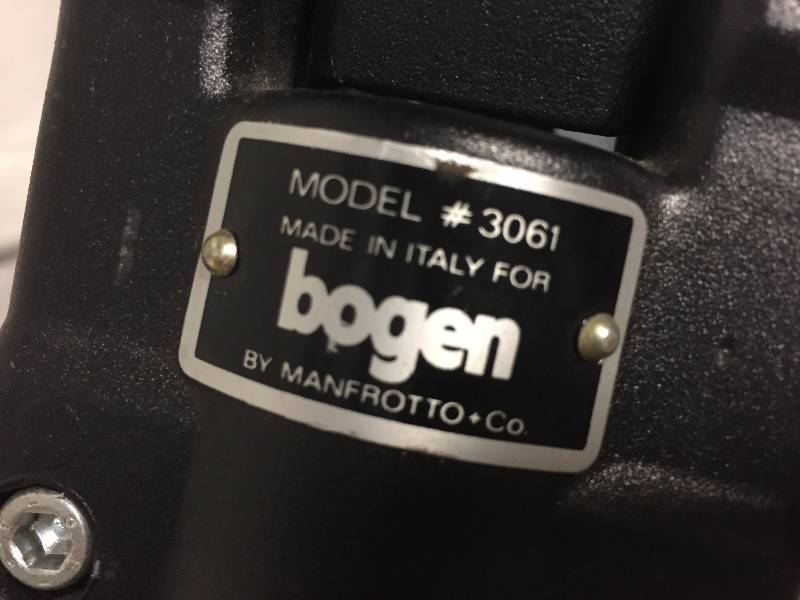 MODEL #3061
MADE IN ITALY FOR
bogen
BY MANFROTTO + Co.